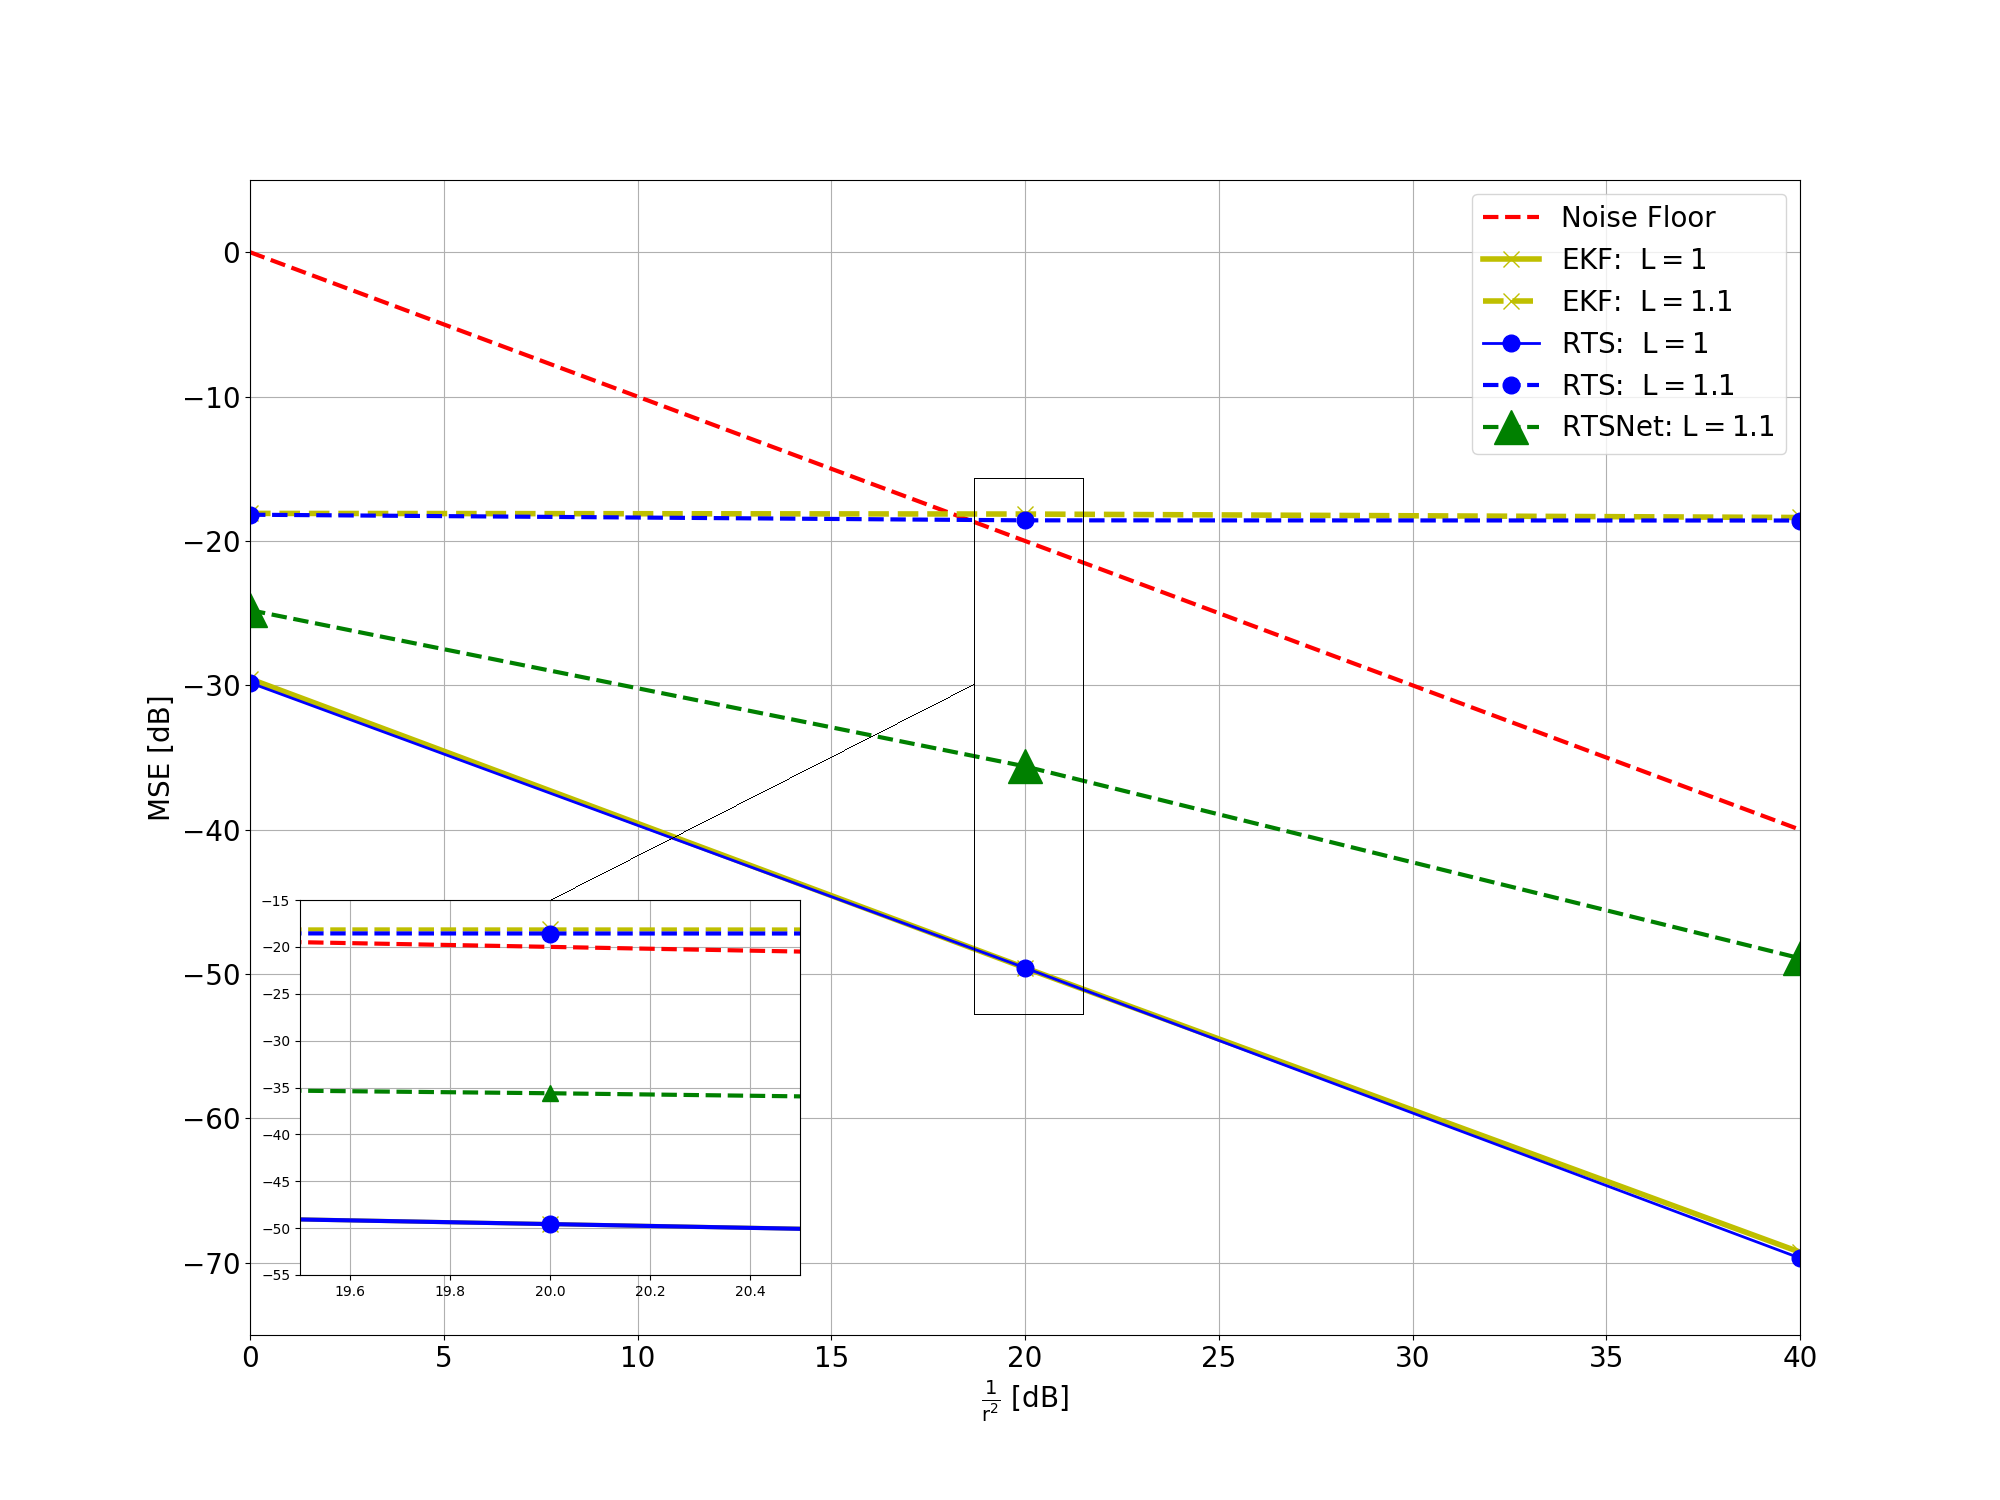 Noise Floor
EKF: L = 1
EKF: L = 1.1
RTS: L = 1
RTS: L = 1.1
RTSNet: L = 1.1
0
−10
−20
−30
−40
−50
−60
−70
MSE [dB]
−15
−20
−25
−30
−35
−40
−45
−50
−55
19.6 19.8 20.0 20.2 20.4
0 5 10 15 20 25 30 35 40
1/r² [dB]